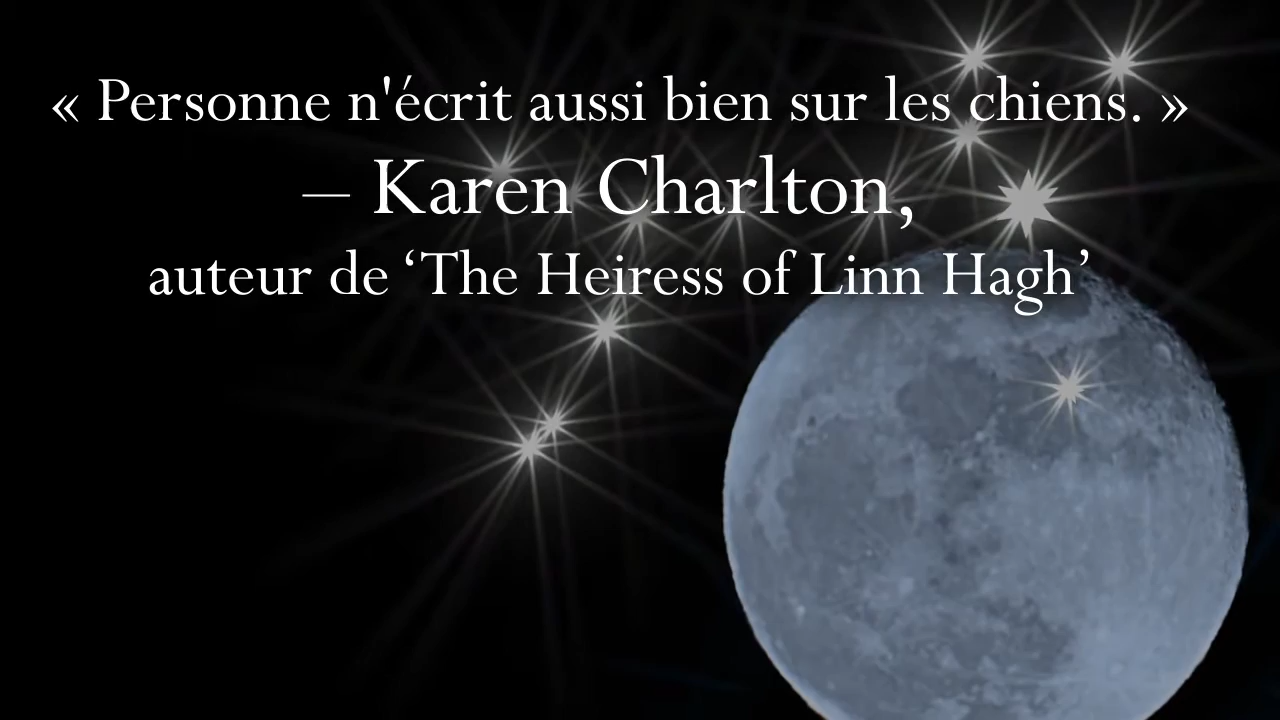 « Personne n'écrit aussi bien sur les chiens. »
– Karen Charlton,
auteur de ‘The Heiress of Linn Hagh’